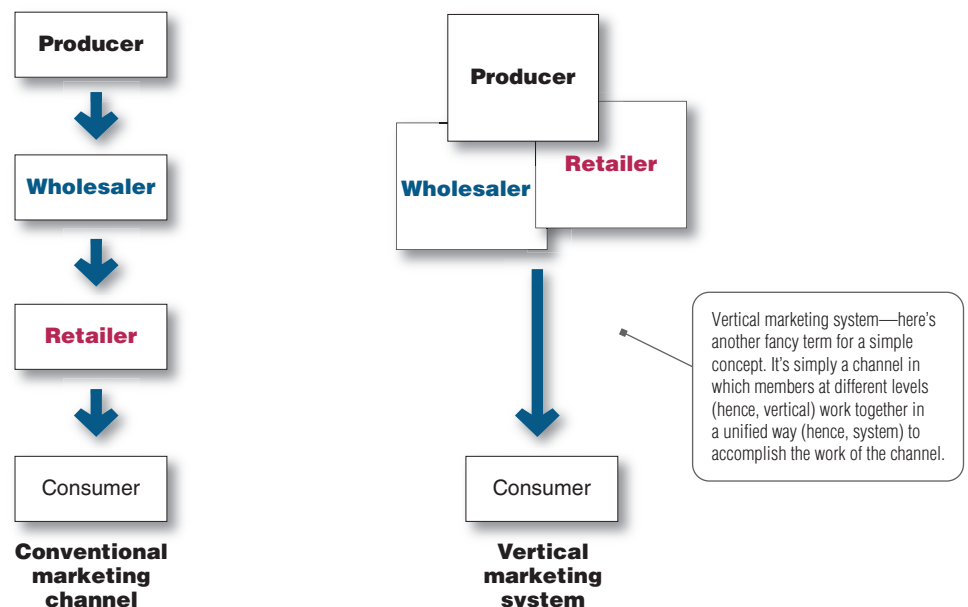 Producer
Wholesaler
Retailer
Consumer
Conventional
marketing
channel
Producer
Retailer
Wholesaler
Consumer
Vertical
marketing
system
Vertical marketing system—here's
another fancy term for a simple
concept. It's simply a channel in
which members at different levels
(hence, vertical) work together in
a unified way (hence, system) to
accomplish the work of the channel.